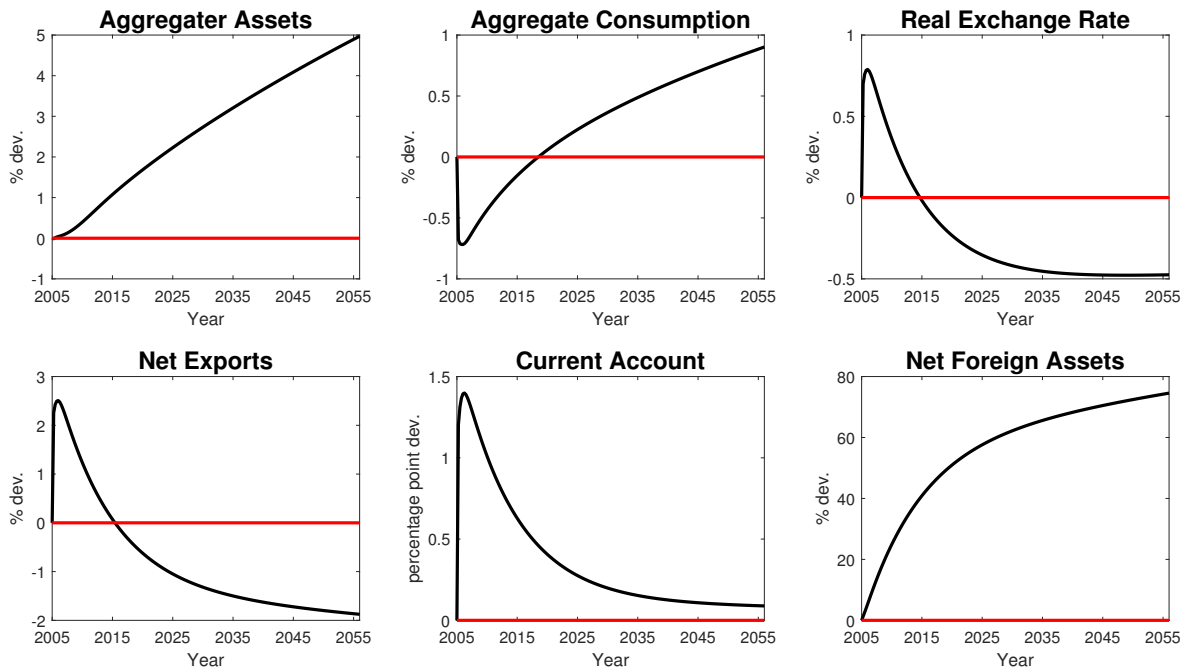 Aggregater Assets
5
4
3
2
1
0
-1
% dev.
2005 2015 2025 2035 2045 2055
Year
Aggregate Consumption
1
0.5
0
-0.5
-1
% dev.
2005 2015 2025 2035 2045 2055
Year
Real Exchange Rate
1
0.5
0
-0.5
% dev.
2005 2015 2025 2035 2045 2055
Year
Net Exports
3
2
1
0
-1
-2
% dev.
2005 2015 2025 2035 2045 2055
Year
Current Account
1.5
1
0.5
0
percentage point dev.
2005 2015 2025 2035 2045 2055
Year
Net Foreign Assets
80
60
40
20
0
% dev.
2005 2015 2025 2035 2045 2055
Year